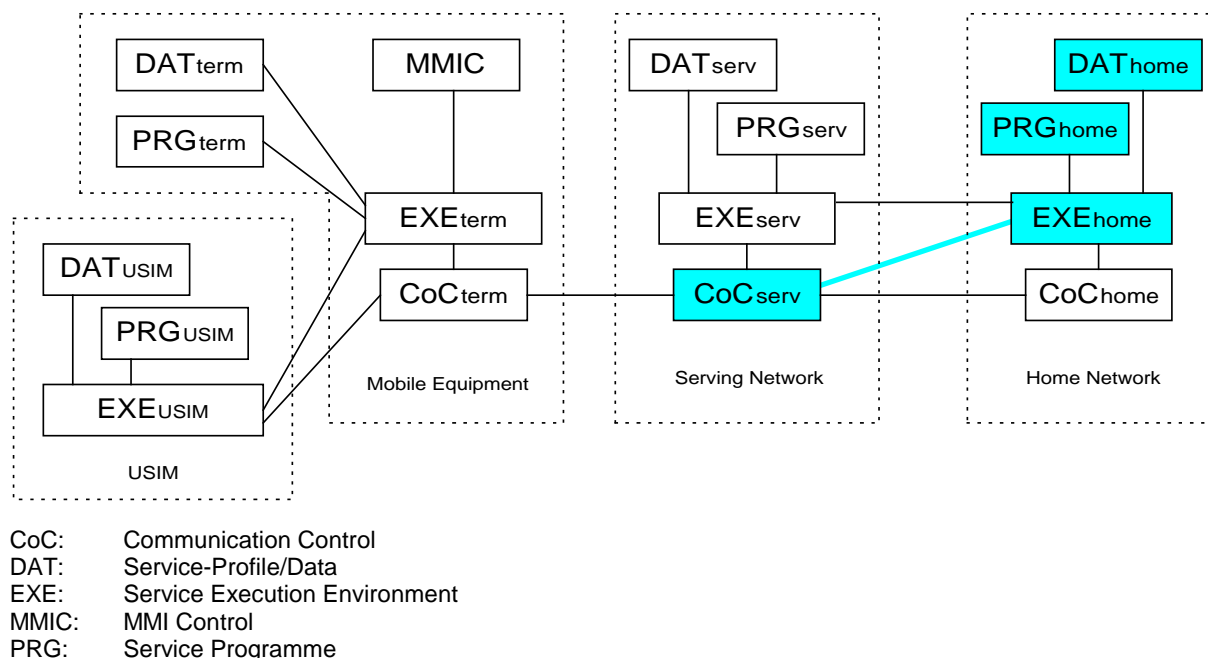 DATterm
MMIC
DATserv
DAThome
PRGterm
PRGserv
PRGhome
EXEterm
EXEserv
EXEhome
DATUSIM
CoCterm
CoCserv
CoChome
PRGUSIM
Mobile Equipment
Serving Network
Home Network
EXEUSIM
USIM
CoC: Communication Control
DAT: Service-Profile/Data
EXE: Service Execution Environment
MMIC: MMI Control
PRG: Service Programme